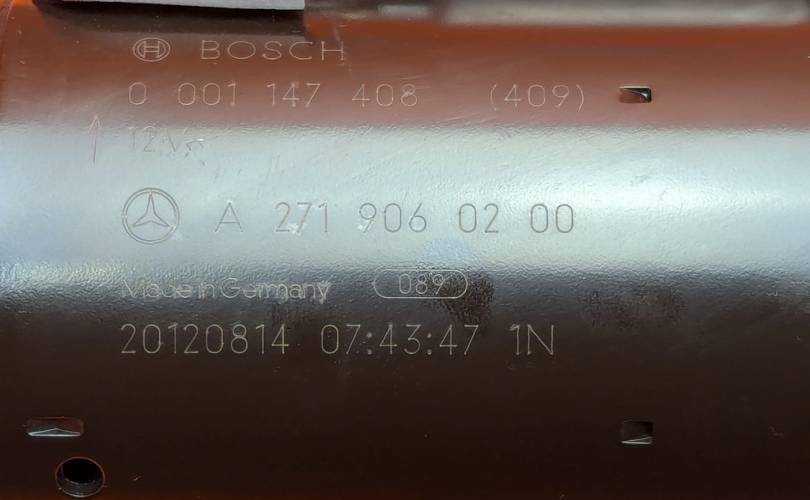 BOSCH
0 001 147 408 (409)
12V
A 271 906 02 00
Made in Germany 089
20120814 07:43:47 1N